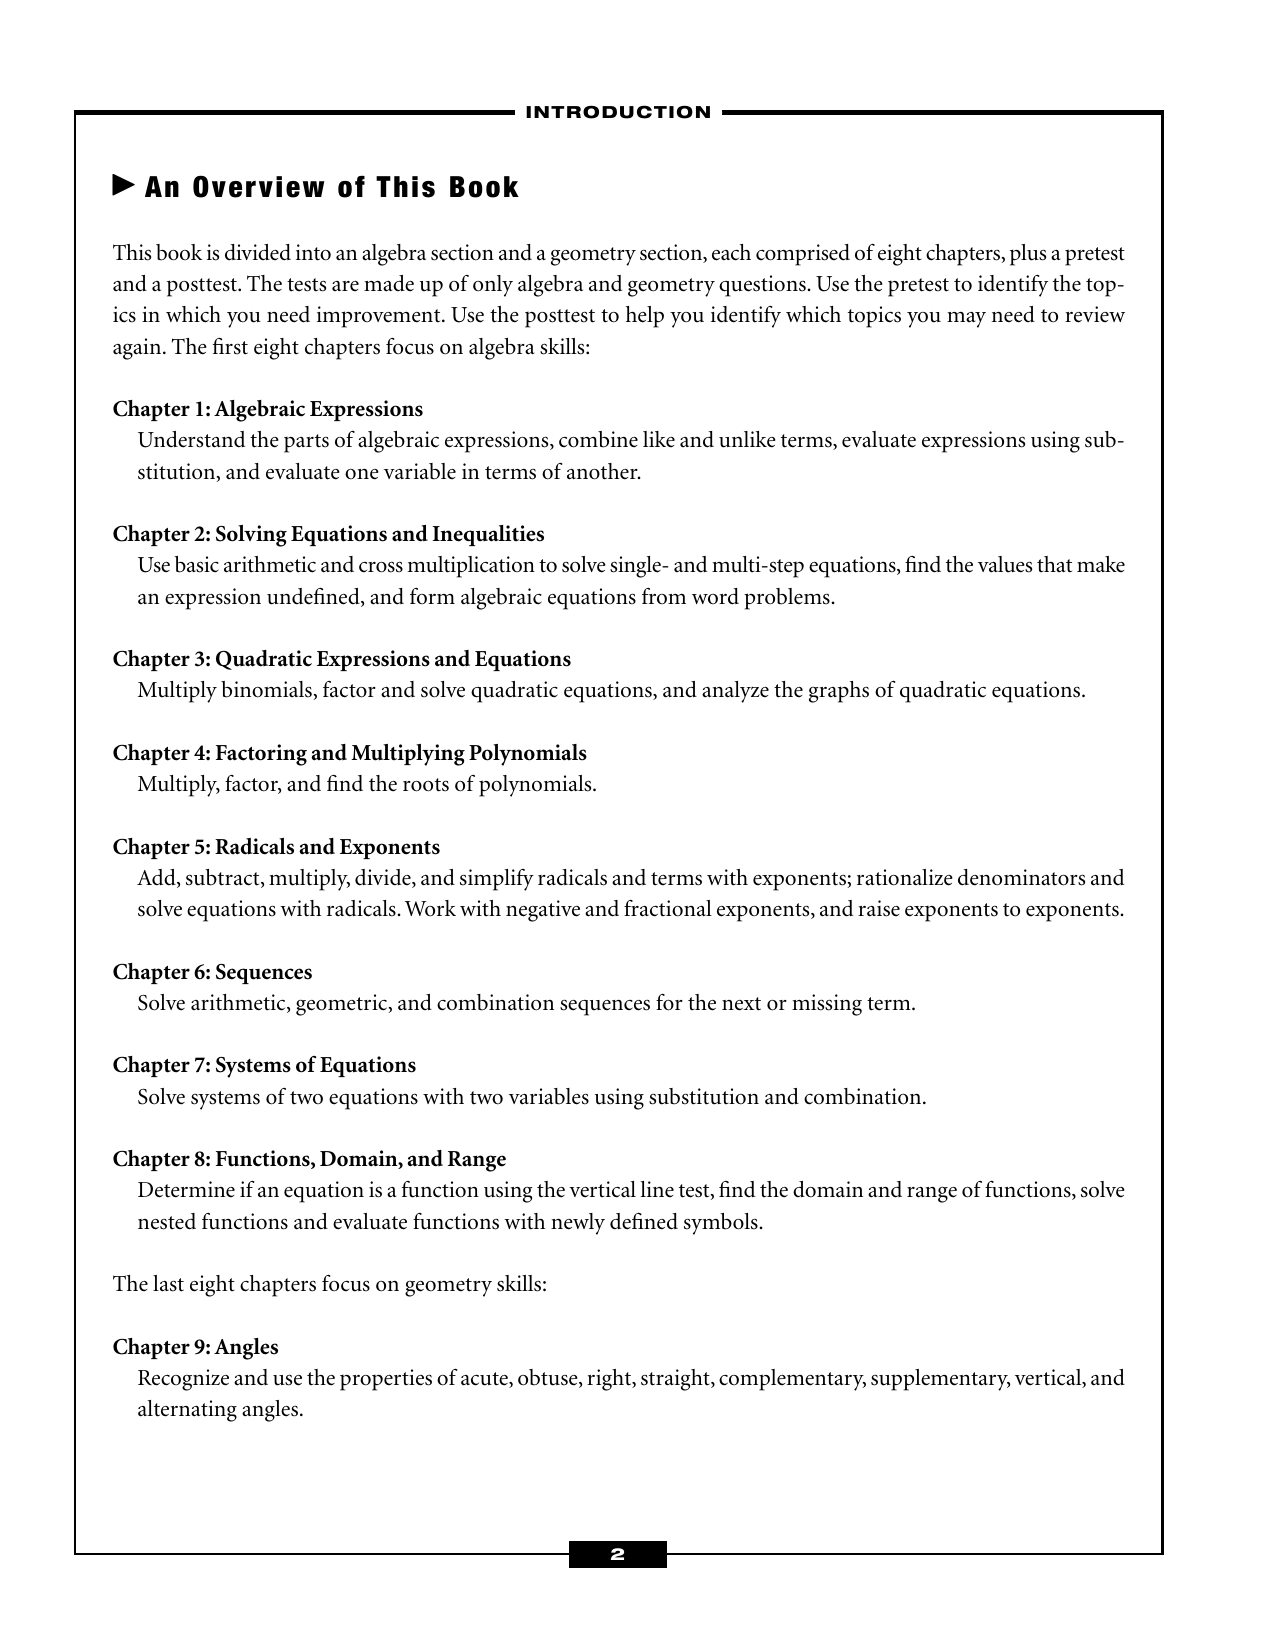 INTRODUCTION
An Overview of This Book
This book is divided into an algebra section and a geometry section, each comprised of eight chapters, plus a pretest
and a posttest. The tests are made up of only algebra and geometry questions. Use the pretest to identify the top-
ics in which you need improvement. Use the posttest to help you identify which topics you may need to review
again. The first eight chapters focus on algebra skills:
Chapter 1: Algebraic Expressions
Understand the parts of algebraic expressions, combine like and unlike terms, evaluate expressions using sub-
stitution, and evaluate one variable in terms of another.
Chapter 2: Solving Equations and Inequalities
Use basic arithmetic and cross multiplication to solve single- and multi-step equations, find the values that make
an expression undefined, and form algebraic equations from word problems.
Chapter 3: Quadratic Expressions and Equations
Multiply binomials, factor and solve quadratic equations, and analyze the graphs of quadratic equations.
Chapter 4: Factoring and Multiplying Polynomials
Multiply, factor, and find the roots of polynomials.
Chapter 5: Radicals and Exponents
Add, subtract, multiply, divide, and simplify radicals and terms with exponents; rationalize denominators and
solve equations with radicals. Work with negative and fractional exponents, and raise exponents to exponents.
Chapter 6: Sequences
Solve arithmetic, geometric, and combination sequences for the next or missing term.
Chapter 7: Systems of Equations
Solve systems of two equations with two variables using substitution and combination.
Chapter 8: Functions, Domain, and Range
Determine if an equation is a function using the vertical line test, find the domain and range of functions, solve
nested functions and evaluate functions with newly defined symbols.
The last eight chapters focus on geometry skills:
Chapter 9: Angles
Recognize and use the properties of acute, obtuse, right, straight, complementary, supplementary, vertical, and
alternating angles.
2